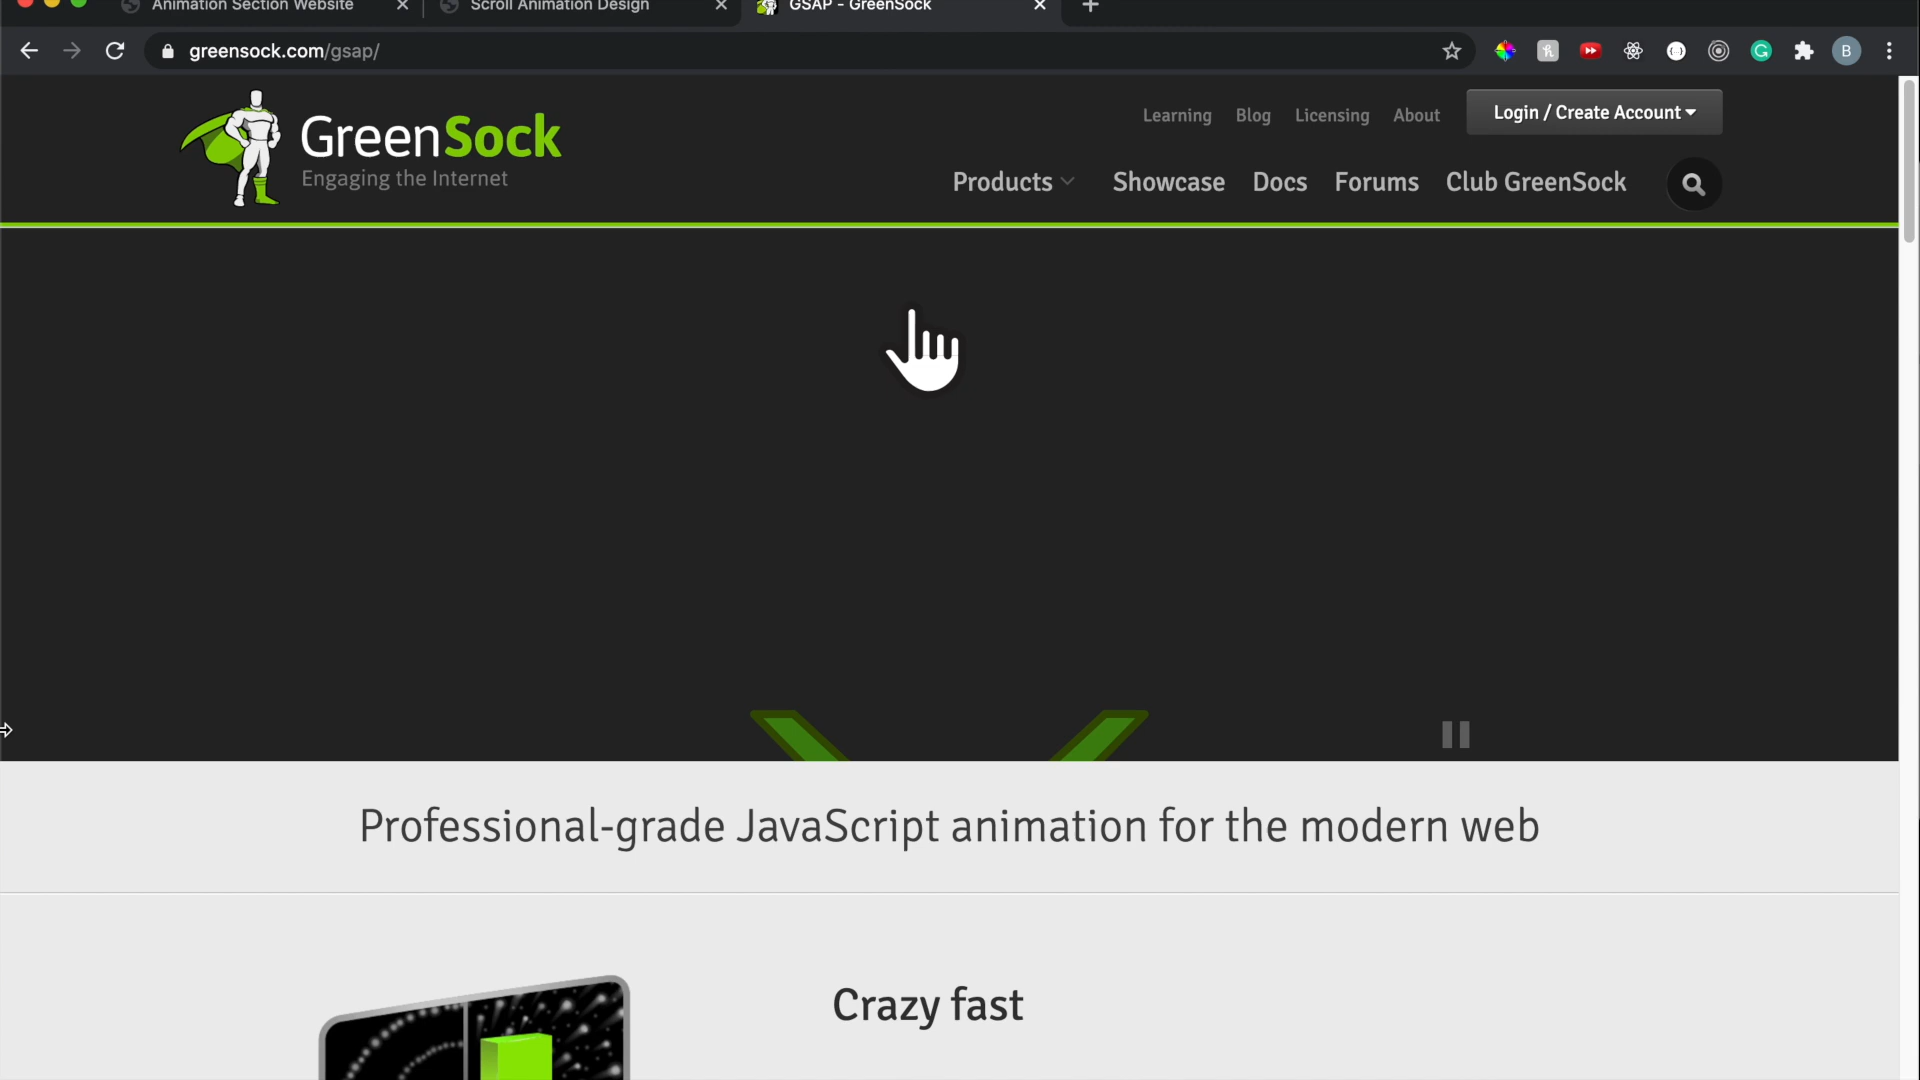 Animation Section Website
Scroll Animation Design
GSAP - GreenSock
greensock.com/gsap/
B
GreenSock
Engaging the Internet
Learning Blog Licensing About Login / Create Account
Products Showcase Docs Forums Club GreenSock
Professional-grade JavaScript animation for the modern web
Crazy fast